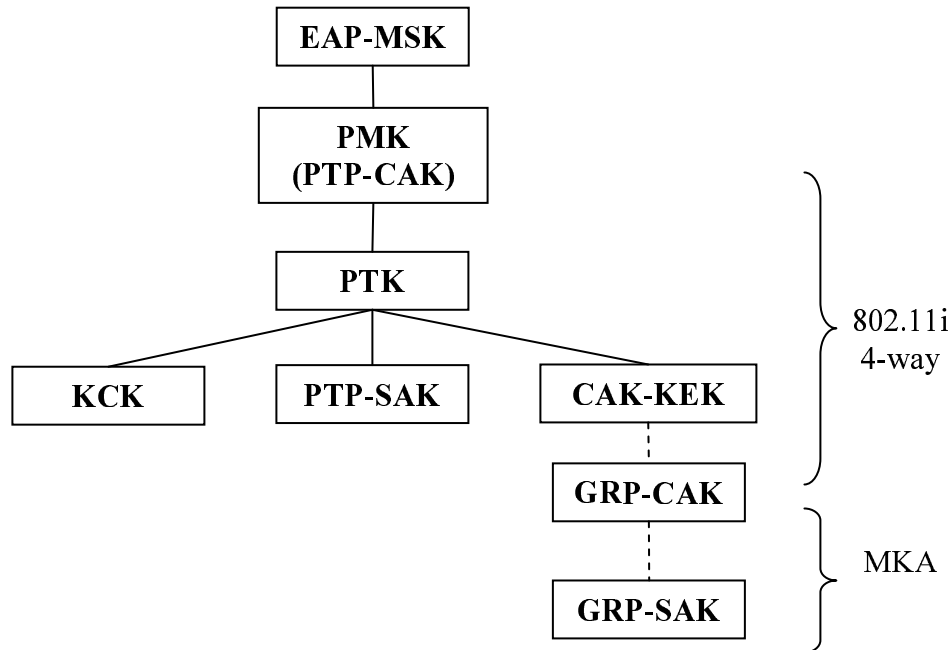 EAP-MSK
PMK
(PTP-CAK)
PTK
802.11i
4-way
KCK
PTP-SAK
CAK-KEK
GRP-CAK
MKA
GRP-SAK